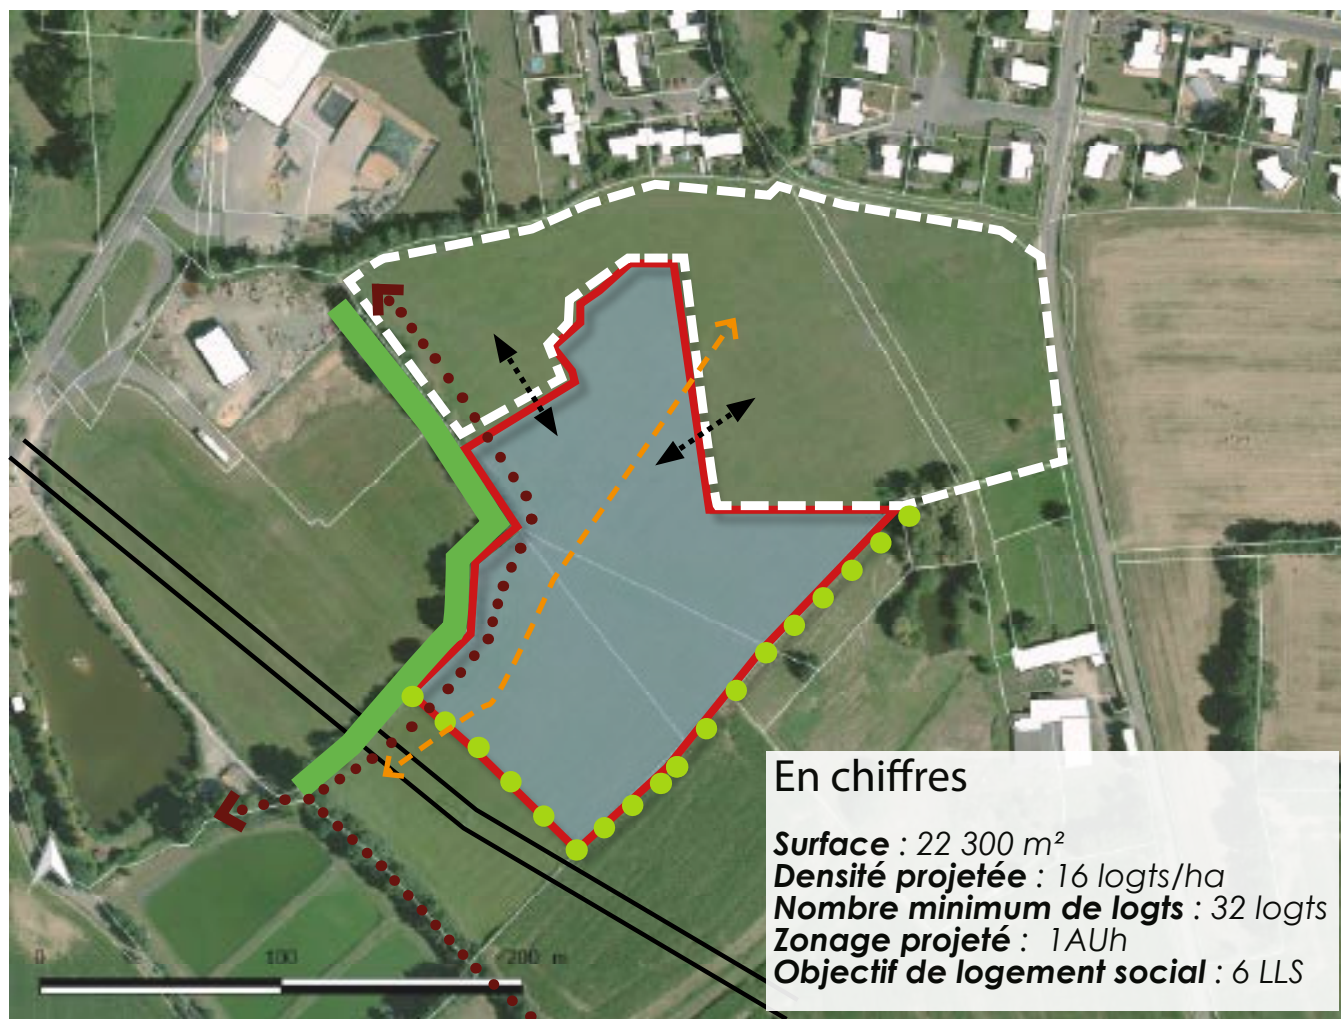 En chiffres
Surface : 22 300 m²
Densité projetée : 16 logts/ha
Nombre minimum de logts : 32 logts
Zonage projeté :  1AUh
Objectif de logement social : 6 LLS
0 100 200 m